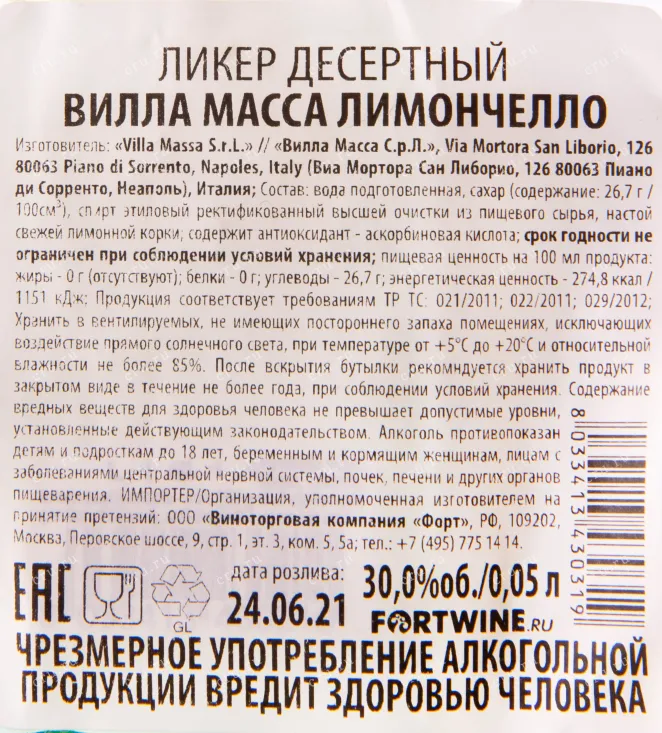 ЛИКЕР ДЕСЕРТНЫЙ
ВИЛЛА МАССА ЛИМОНЧЕЛЛО
Изготовитель: «Villa Massa S.r.L.» // «Вилла Масса С.р.Л.», Via Mortora San Liborio, 126
80063 Piano di Sorrento, Naples, Italy (Виа Мортора Сан Либорио, 126 80063 Пиано
ди Сорренто, Неаполь), Италия; Состав: вода подготовленная, сахар (содержание: 26,7 г /
100см³), спирт этиловый ректификованный высшей очистки из пищевого сырья, настой
свежей лимонной корки; содержит антиоксидант - аскорбиновая кислота; срок годности не
ограничен при соблюдении условий хранения; пищевая ценность на 100 мл продукта:
жиры - 0 г (отсутствуют); белки - 0 г; углеводы - 26,7 г; энергетическая ценность - 274,8 ккал /
1151 кДж; Продукция соответствует требованиям ТР ТС: 021/2011; 022/2011; 029/2012;
Хранить в вентилируемых, не имеющих постороннего запаха помещениях, исключающих
воздействие прямого солнечного света, при температуре от +5°С до +20°С и относительной
влажности не более 85%. После вскрытия бутылки рекомндуется хранить продукт в
закрытом виде в течение не более года, при соблюдении условий хранения. Содержание
вредных веществ для здоровья человека не превышает допустимые уровни,
установленные действующим законодательством. Алкоголь противопоказан
детям и подросткам до 18 лет, беременным и кормящим женщинам, лицам с
заболеваниями центральной нервной системы, почек, печени и других органов
пищеварения. ИМПОРТЕР/Организация, уполномоченная изготовителем на
принятие претензий: ООО «Виноторговая компания «Форт», РФ, 109202,
Москва, Перовское шоссе, 9, стр. 1, эт. 3, ком. 5, 5а; тел.: +7 (495) 775 14 14.
8 033413 430319
ЕАС
GL
дата розлива:
24.06.21
30,0%об./0,05 л
FORTWINE.RU
ЧРЕЗМЕРНОЕ УПОТРЕБЛЕНИЕ АЛКОГОЛЬНОЙ
ПРОДУКЦИИ ВРЕДИТ ЗДОРОВЬЮ ЧЕЛОВЕКА